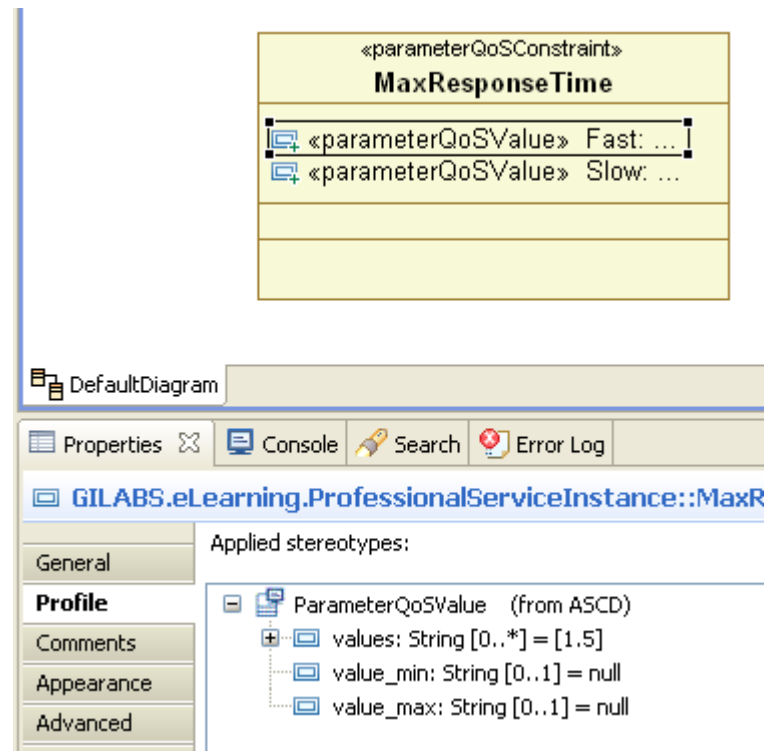 «parameterQoSConstraint»
MaxResponseTime
«parameterQoSValue» Fast: ...
«parameterQoSValue» Slow: ...
DefaultDiagram
Properties Console Search Error Log
GILABS.eLearning.ProfessionalServiceInstance::MaxR
Applied stereotypes:
General
Profile
Comments
Appearance
Advanced
ParameterQoSValue (from ASCD)
values: String [0..*] = [1.5]
value_min: String [0..1] = null
value_max: String [0..1] = null